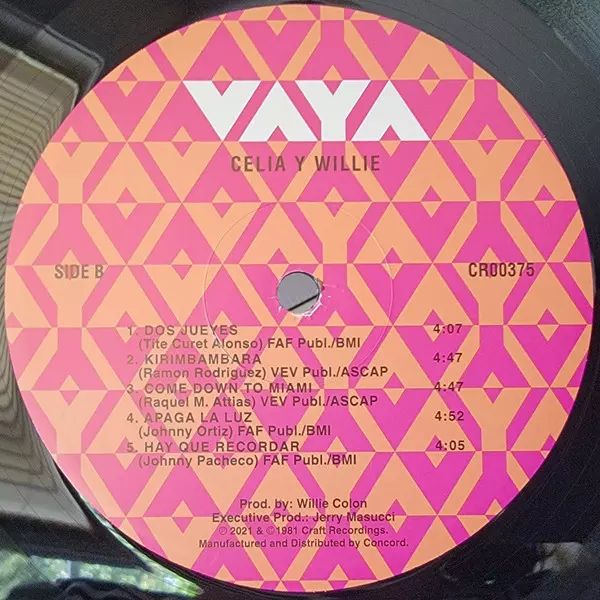 VAYA
CELIA Y WILLIE
SIDE B
CR00375
1. DOS JUEYES 4:07
(Tite Curet Alonso) FAF Publ./BMI
2. KIRIMBAMBARA 4:47
(Ramon Rodriguez) VEV Publ./ASCAP
3. COME DOWN TO MIAMI 4:47
(Raquel M. Attias) VEV Publ./ASCAP
4. APAGA LA LUZ 4:52
(Johnny Ortiz) FAF Publ./BMI
5. HAY QUE RECORDAR 4:05
(Johnny Pacheco) FAF Publ./BMI
Prod. by: Willie Colon
Executive Prod.: Jerry Masucci
℗ 2021 & ©1981 Craft Recordings.
Manufactured and Distributed by Concord.